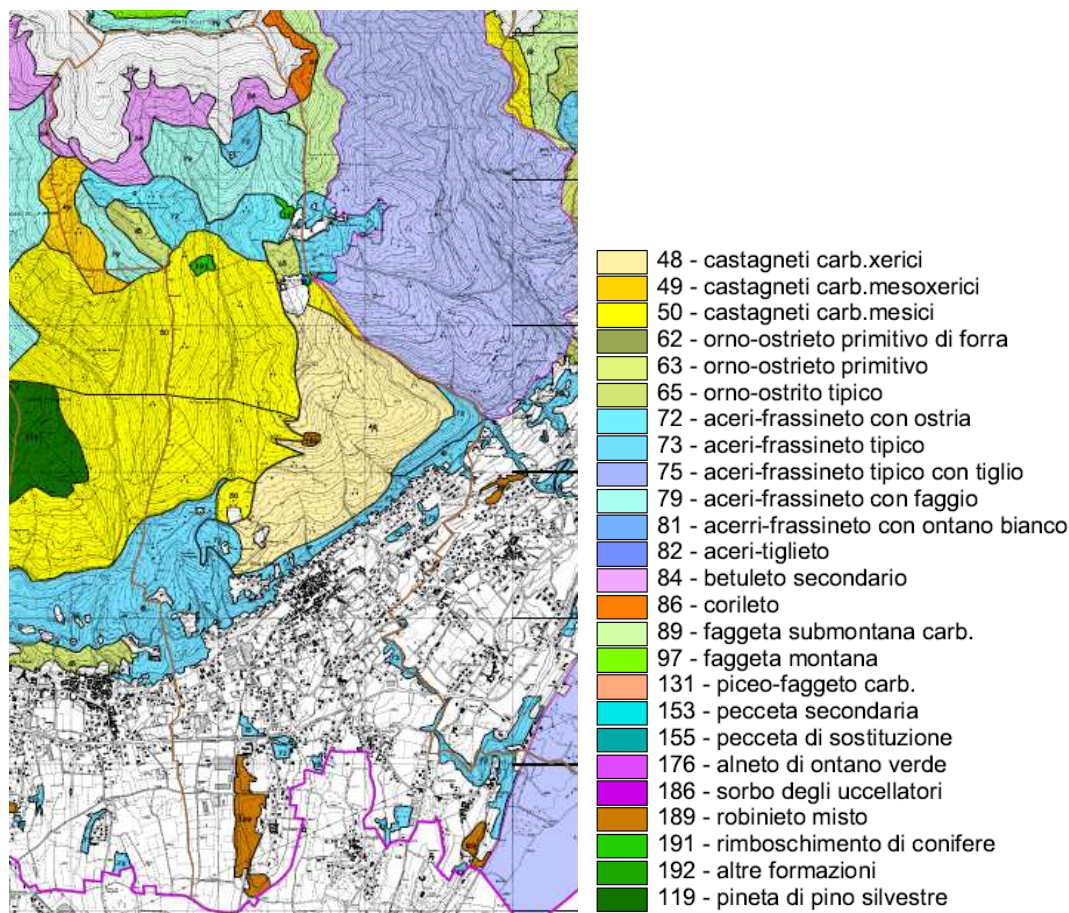 48 - castagneti carb.xerici
49 - castagneti carb.mesoxerici
50 - castagneti carb.mesici
62 - orno-ostrieto primitivo di forra
63 - orno-ostrieto primitivo
65 - orno-ostrito tipico
72 - aceri-frassineto con ostria
73 - aceri-frassineto tipico
75 - aceri-frassineto tipico con tiglio
79 - aceri-frassineto con faggio
81 - acerri-frassineto con ontano bianco
82 - aceri-tiglieto
84 - betuleto secondario
86 - corileto
89 - faggeta submontana carb.
97 - faggeta montana
131 - piceo-faggeto carb.
153 - pecceta secondaria
155 - pecceta di sostituzione
176 - alneto di ontano verde
186 - sorbo degli uccellatori
189 - robinieto misto
191 - rimboschimento di conifere
192 - altre formazioni
119 - pineta di pino silvestre